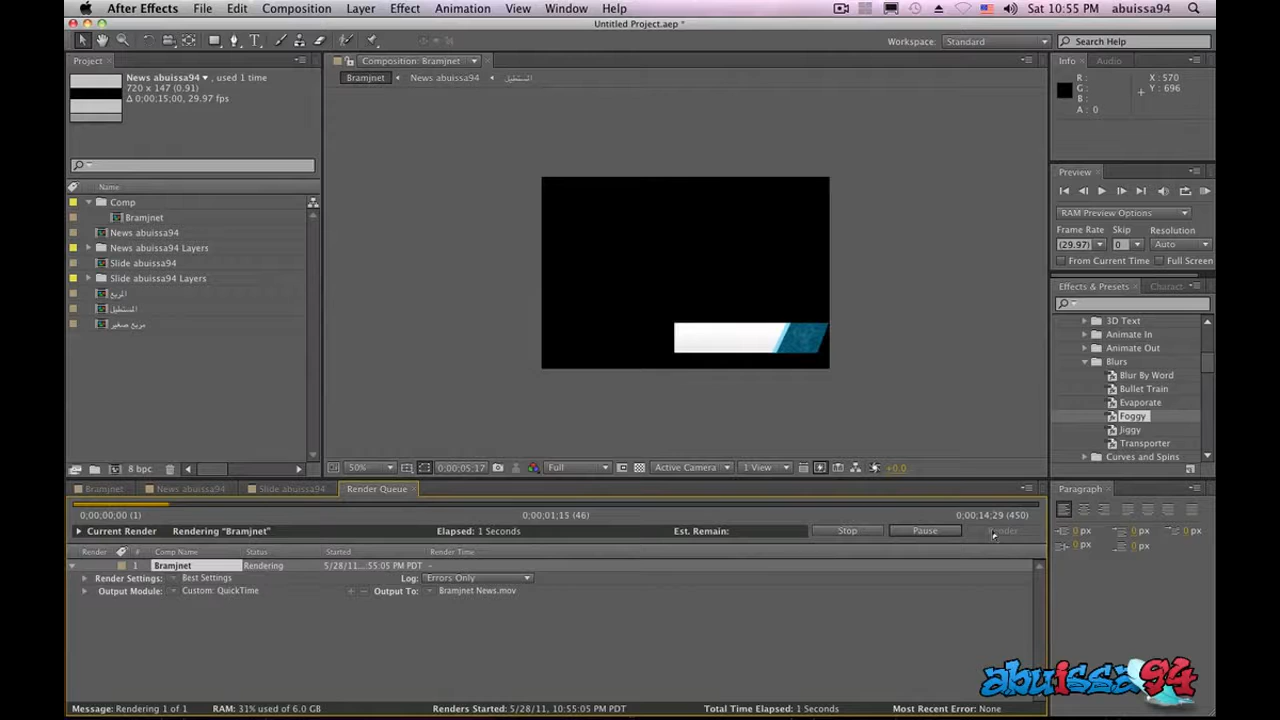 After Effects File Edit Composition Layer Effect Animation View Window Help Sat 10:55 PM abuissa94
Untitled Project.aep *
Workspace: Standard Search Help
Project Composition: Bramjnet Info Audio
News abuissa94 , used 1 time
720 x 147 (0.91)
Δ 0;00;15;00, 29.97 fps
Bramjnet News abuissa94 المستطيل
R : X : 570
G : Y : 696
B :
A : 0
Preview
Name
Comp
Bramjnet
News abuissa94
News abuissa94 Layers
Slide abuissa94
Slide abuissa94 Layers
المربع
المستطيل
مربع صغير
RAM Preview Options
Frame Rate Skip Resolution
(29.97) 0 Auto
From Current Time Full Screen
Effects & Presets Charact
3D Text
Animate In
Animate Out
Blurs
Blur By Word
Bullet Train
Evaporate
Foggy
Jiggy
Transporter
Curves and Spins
8 bpc 50% 0;00;05;17 Full Active Camera 1 View +0.0
Bramjnet News abuissa94 Slide abuissa94 Render Queue
0;00;00;00 (1) 0;00;01;15 (46) 0;00;14;29 (450)
Current Render Rendering "Bramjnet" Elapsed: 1 Seconds Est. Remain: Stop Pause Render
Render # Comp Name Status Started Render Time
1 Bramjnet Rendering 5/28/11,...55:05 PM PDT -
Render Settings: Best Settings Log: Errors Only
Output Module: Custom: QuickTime Output To: Bramjnet News.mov
Paragraph
0 px 0 px 0 px
0 px 0 px
abuissa94
Message: Rendering 1 of 1 RAM: 31% used of 6.0 GB Renders Started: 5/28/11, 10:55:05 PM PDT Total Time Elapsed: 1 Seconds Most Recent Error: None